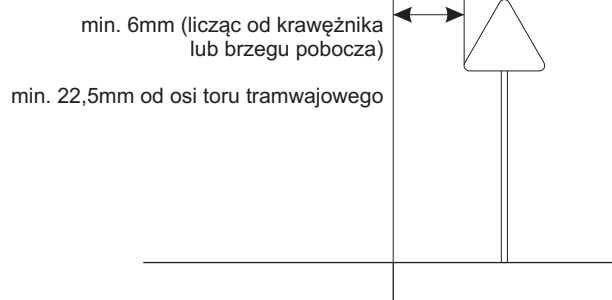 min. 6mm (licząc od krawężnika
lub brzegu pobocza)
min. 22,5mm od osi toru tramwajowego